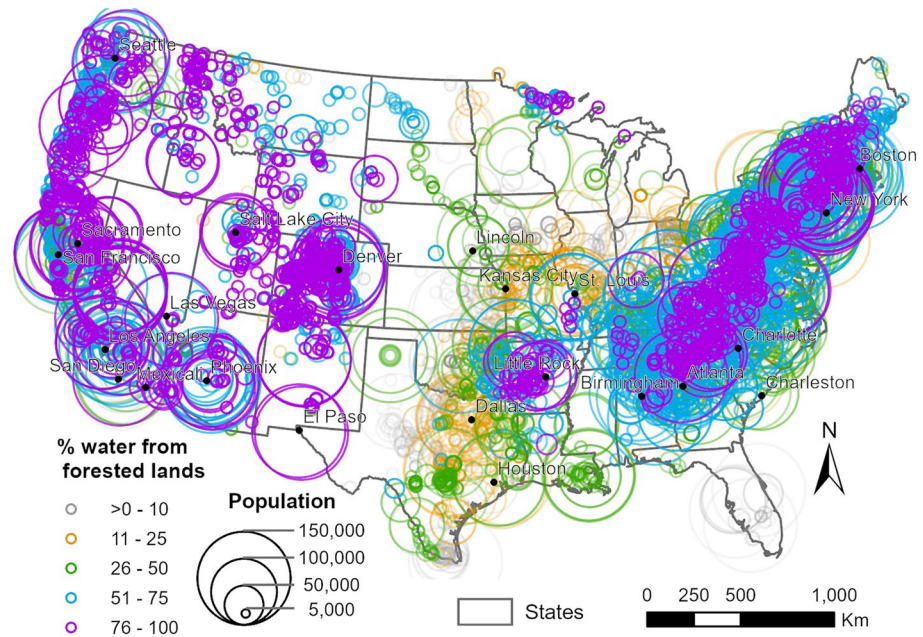 Seattle
Boston
New York
Sacramento
San Francisco
Salt Lake City
Denver
Lincoln
Kansas City
St. Louis
Las Vegas
Los Angeles
San Diego
Mexicali
Phoenix
Little Rock
Charlotte
Birmingham
Atlanta
Charleston
El Paso
Dallas
Houston
N
% water from
forested lands
>0 - 10
11 - 25
26 - 50
51 - 75
76 - 100
Population
150,000
100,000
50,000
5,000
States
0 250 500 1,000
Km